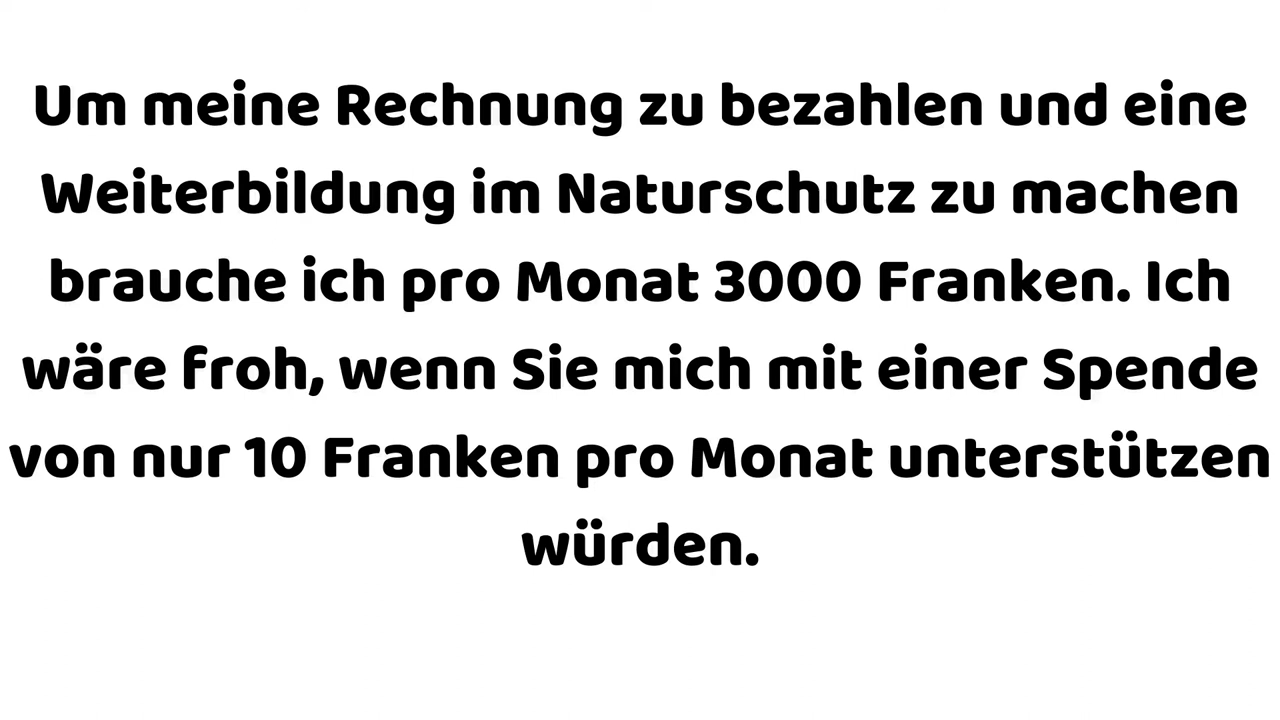 Um meine Rechnung zu bezahlen und eine
Weiterbildung im Naturschutz zu machen
brauche ich pro Monat 3000 Franken. Ich
wäre froh, wenn Sie mich mit einer Spende
von nur 10 Franken pro Monat unterstützen
würden.